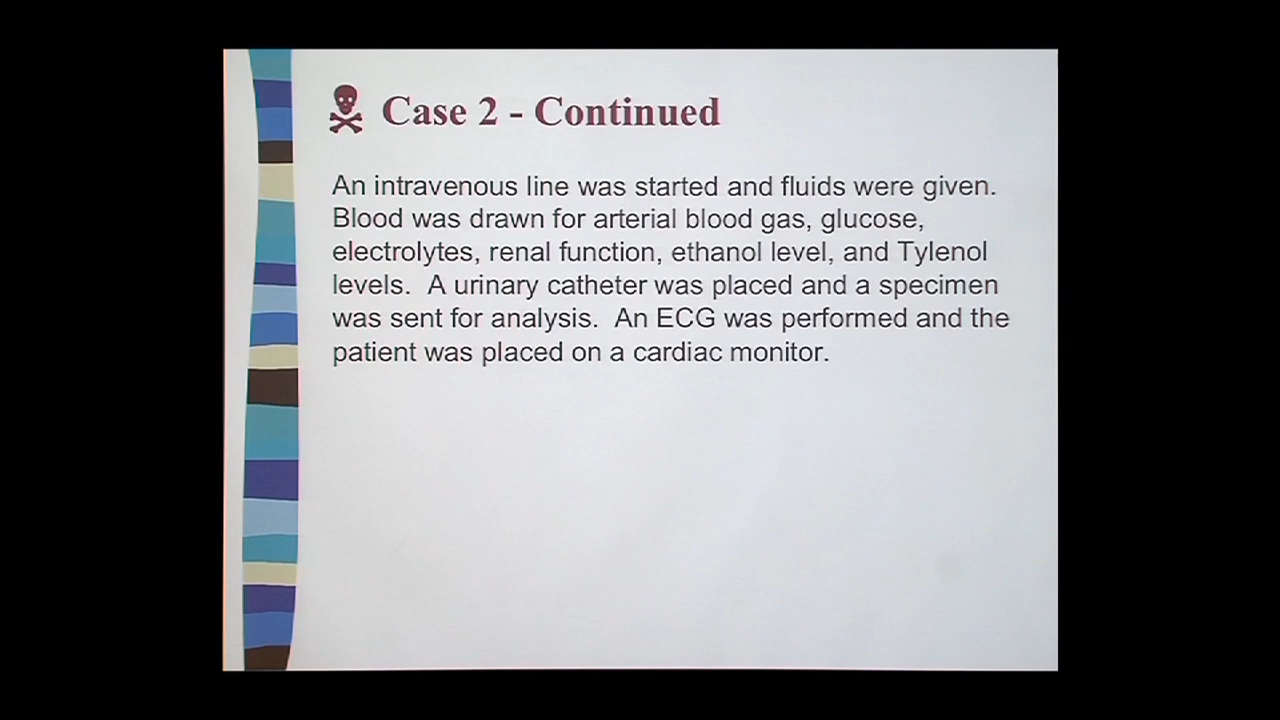 Case 2 - Continued
An intravenous line was started and fluids were given.
Blood was drawn for arterial blood gas, glucose,
electrolytes, renal function, ethanol level, and Tylenol
levels.  A urinary catheter was placed and a specimen
was sent for analysis.  An ECG was performed and the
patient was placed on a cardiac monitor.